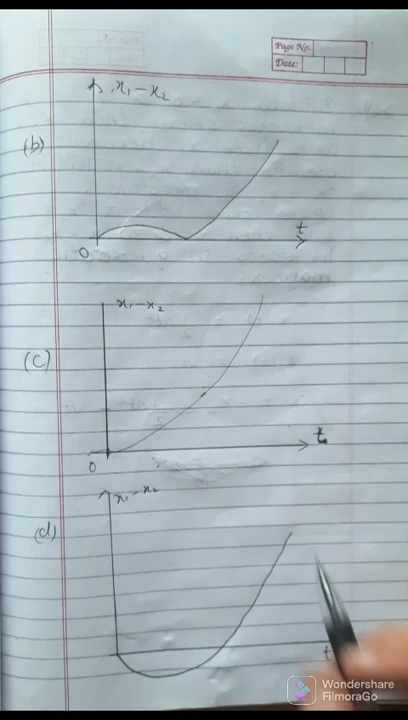 Page No.
Date:
x₁-x₂
(b)
t
0
x₁-x₂
(c)
t
0
x₁-x₂
(d)
t
Wondershare
FilmoraGo